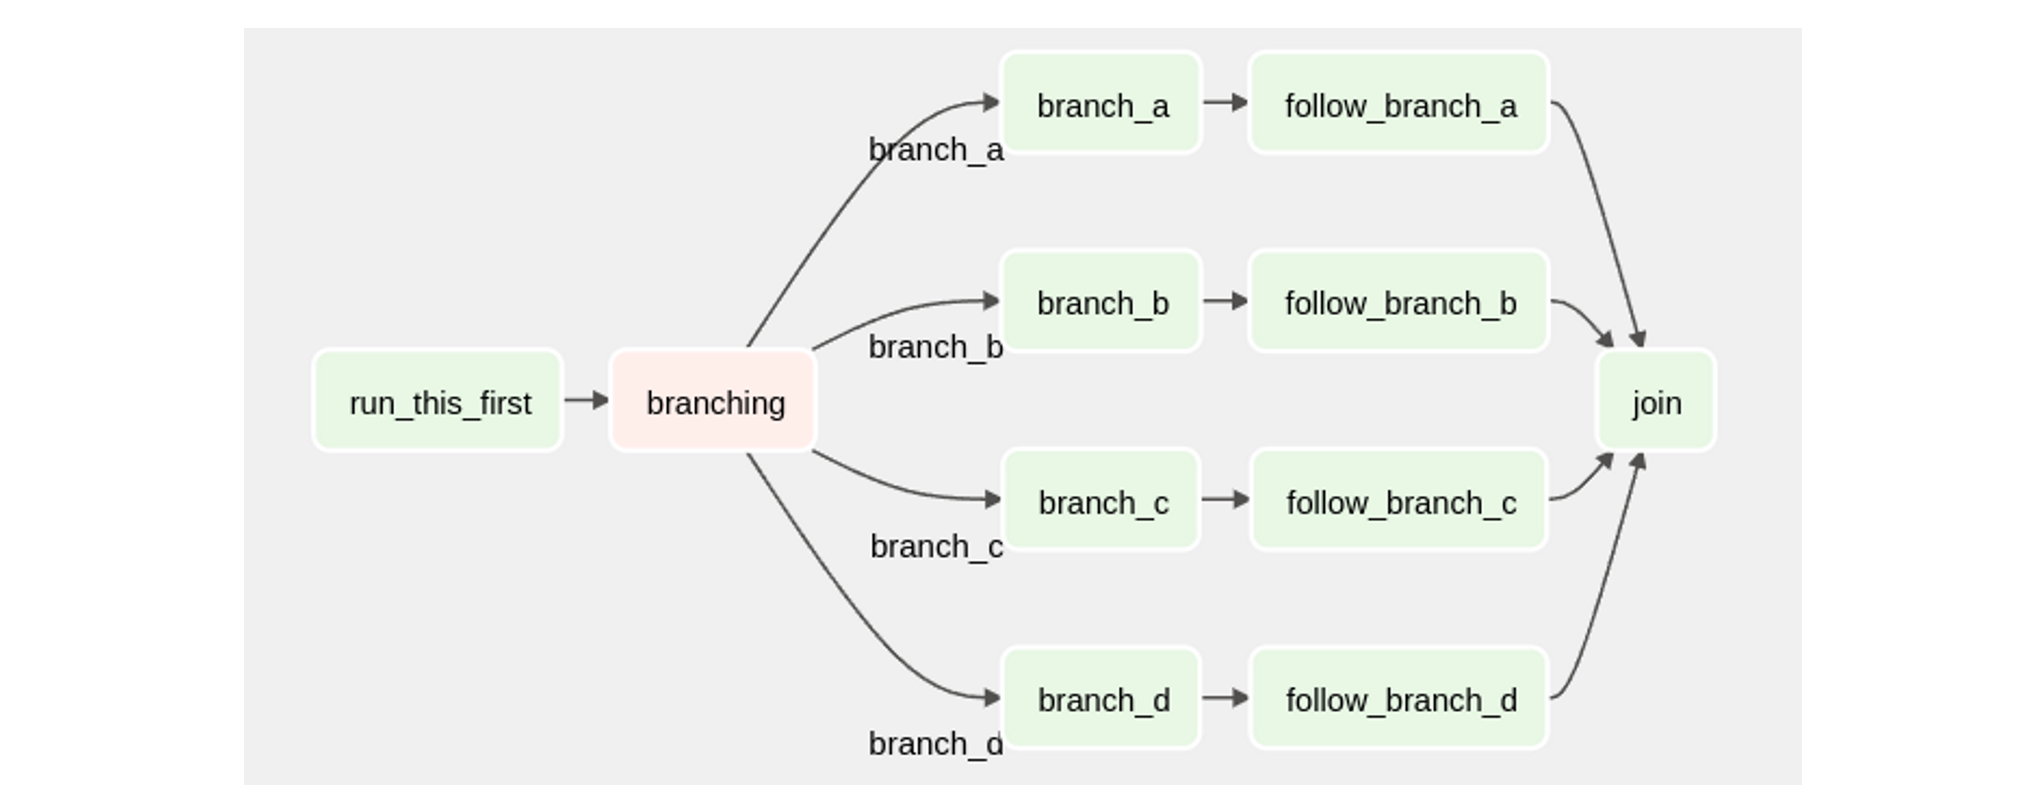 run_this_first
branching
branch_a
branch_a
follow_branch_a
branch_b
branch_b
follow_branch_b
branch_c
branch_c
follow_branch_c
branch_d
branch_d
follow_branch_d
join